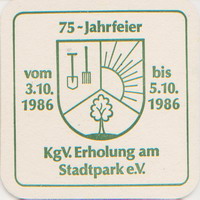 75-Jahrfeier
vom bis
3.10. 5.10.
1986 1986
KgV. Erholung am
Stadtpark e.V.